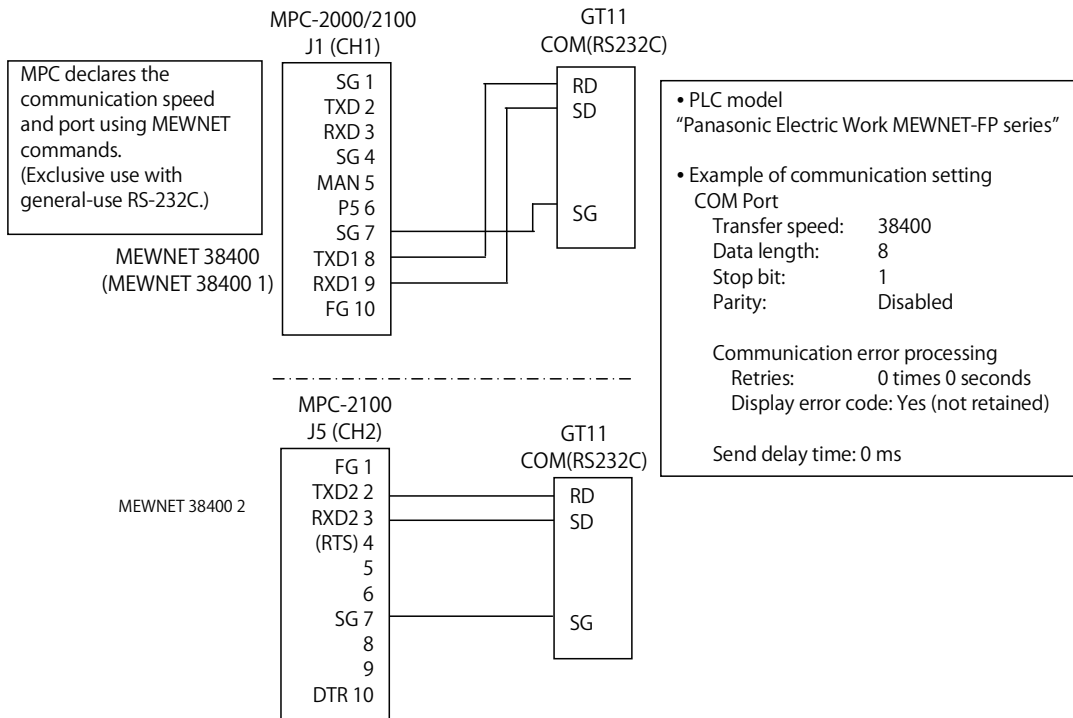 MPC-2000/2100
J1 (CH1)
GT11
COM(RS232C)
MPC declares the
communication speed
and port using MEWNET
commands.
(Exclusive use with
general-use RS-232C.)
MEWNET 38400
(MEWNET 38400 1)
SG 1
TXD 2
RXD 3
SG 4
MAN 5
P5 6
SG 7
TXD1 8
RXD1 9
FG 10
RD
SD
SG
• PLC model
“Panasonic Electric Work MEWNET-FP series”
• Example of communication setting
COM Port
Transfer speed: 38400
Data length: 8
Stop bit: 1
Parity: Disabled
Communication error processing
Retries: 0 times 0 seconds
Display error code: Yes (not retained)
Send delay time: 0 ms
MPC-2100
J5 (CH2)
GT11
COM(RS232C)
MEWNET 38400 2
FG 1
TXD2 2
RXD2 3
(RTS) 4
5
6
SG 7
8
9
DTR 10
RD
SD
SG